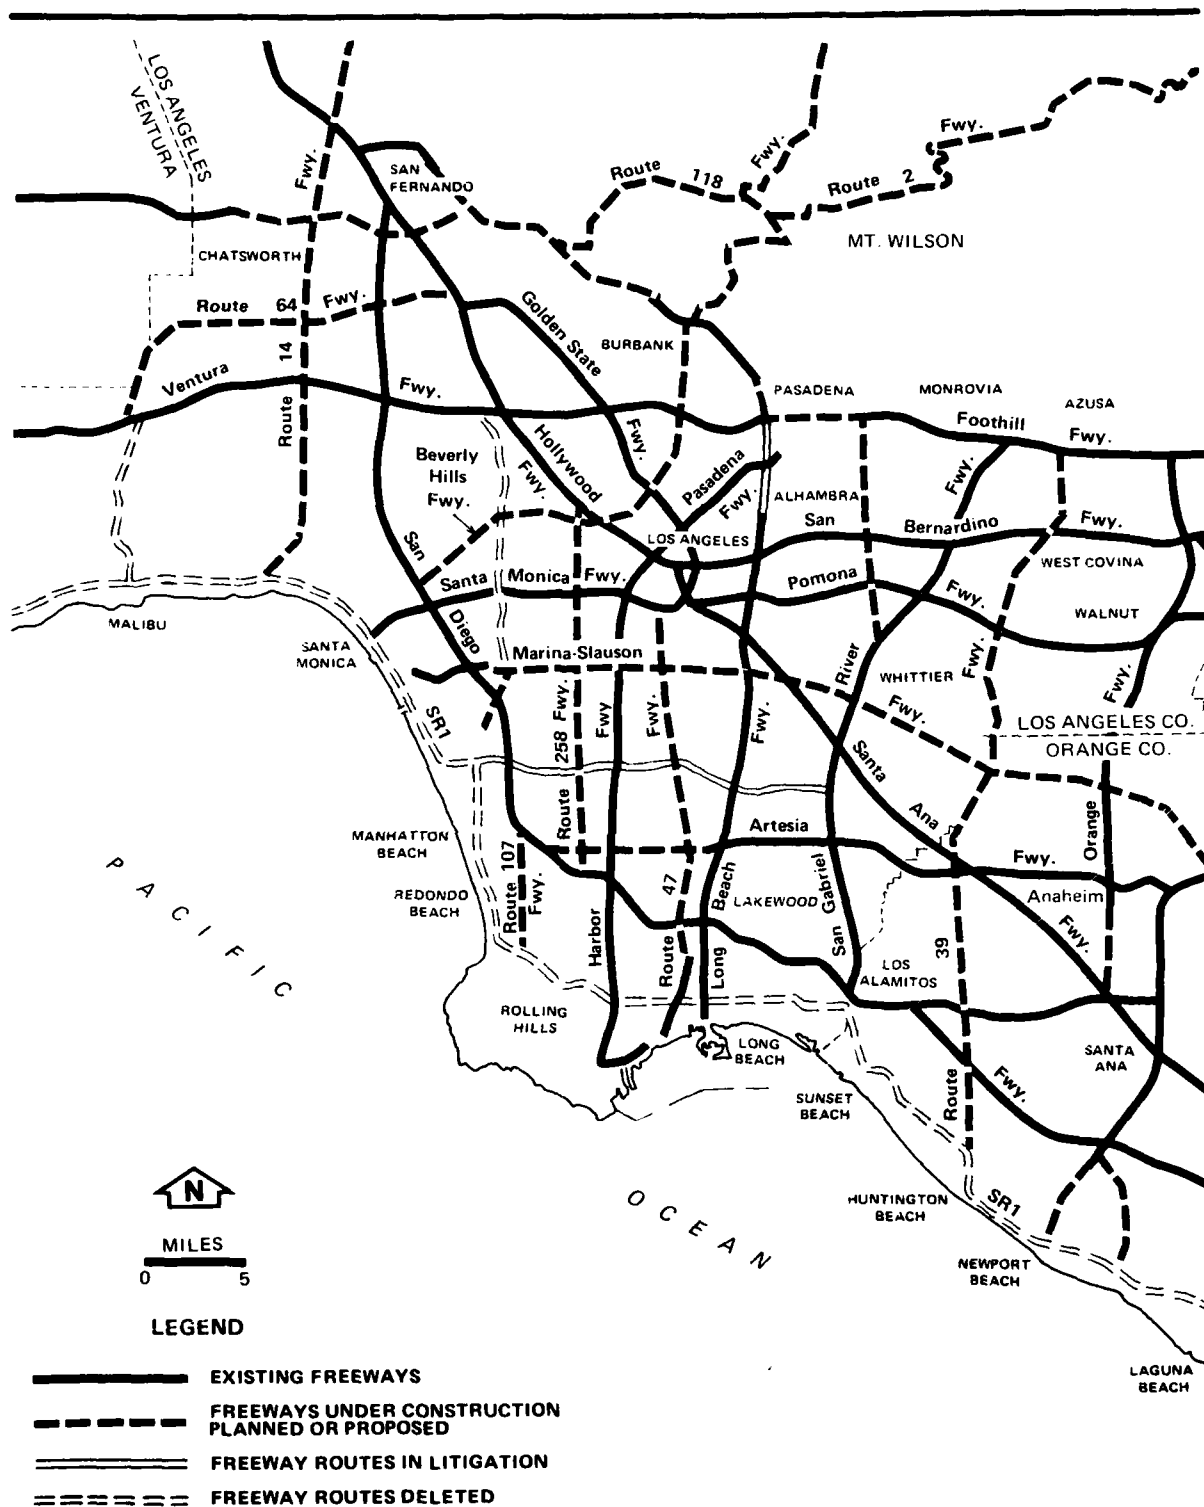 LOS ANGELES
VENTURA
Fwy.
SAN
FERNANDO
Route 118 Fwy.
Route 2 Fwy.
MT. WILSON
CHATSWORTH
Route 64 Fwy.
Golden State
Fwy.
BURBANK
Route 14
Ventura Fwy.
PASADENA
MONROVIA
AZUSA
Foothill Fwy.
Beverly
Hills
Fwy.
Hollywood
Fwy.
Pasadena
Fwy.
ALHAMBRA
Fwy.
LOS ANGELES
San Bernardino Fwy.
WEST COVINA
San
Diego
Santa Monica Fwy.
Pomona Fwy.
WALNUT
MALIBU
SANTA
MONICA
Marina-Slauson
Fwy.
River
WHITTIER
Fwy.
Fwy.
SR1
Route 258 Fwy.
Fwy
Fwy.
Fwy.
LOS ANGELES CO.
ORANGE CO.
Santa
Ana
Fwy.
MANHATTON
BEACH
REDONDO
BEACH
Route 107
Fwy.
Artesia Fwy.
Orange
Anaheim
Harbor
Route 47
Long Beach
LAKEWOOD
San Gabriel
LOS
ALAMITOS
39
Route
ROLLING
HILLS
LONG
BEACH
SANTA
ANA
SUNSET
BEACH
Fwy.
HUNTINGTON
BEACH
SR1
NEWPORT
BEACH
LAGUNA
BEACH
PACIFIC
OCEAN
N
MILES
0 5
LEGEND
EXISTING FREEWAYS
FREEWAYS UNDER CONSTRUCTION
PLANNED OR PROPOSED
FREEWAY ROUTES IN LITIGATION
FREEWAY ROUTES DELETED